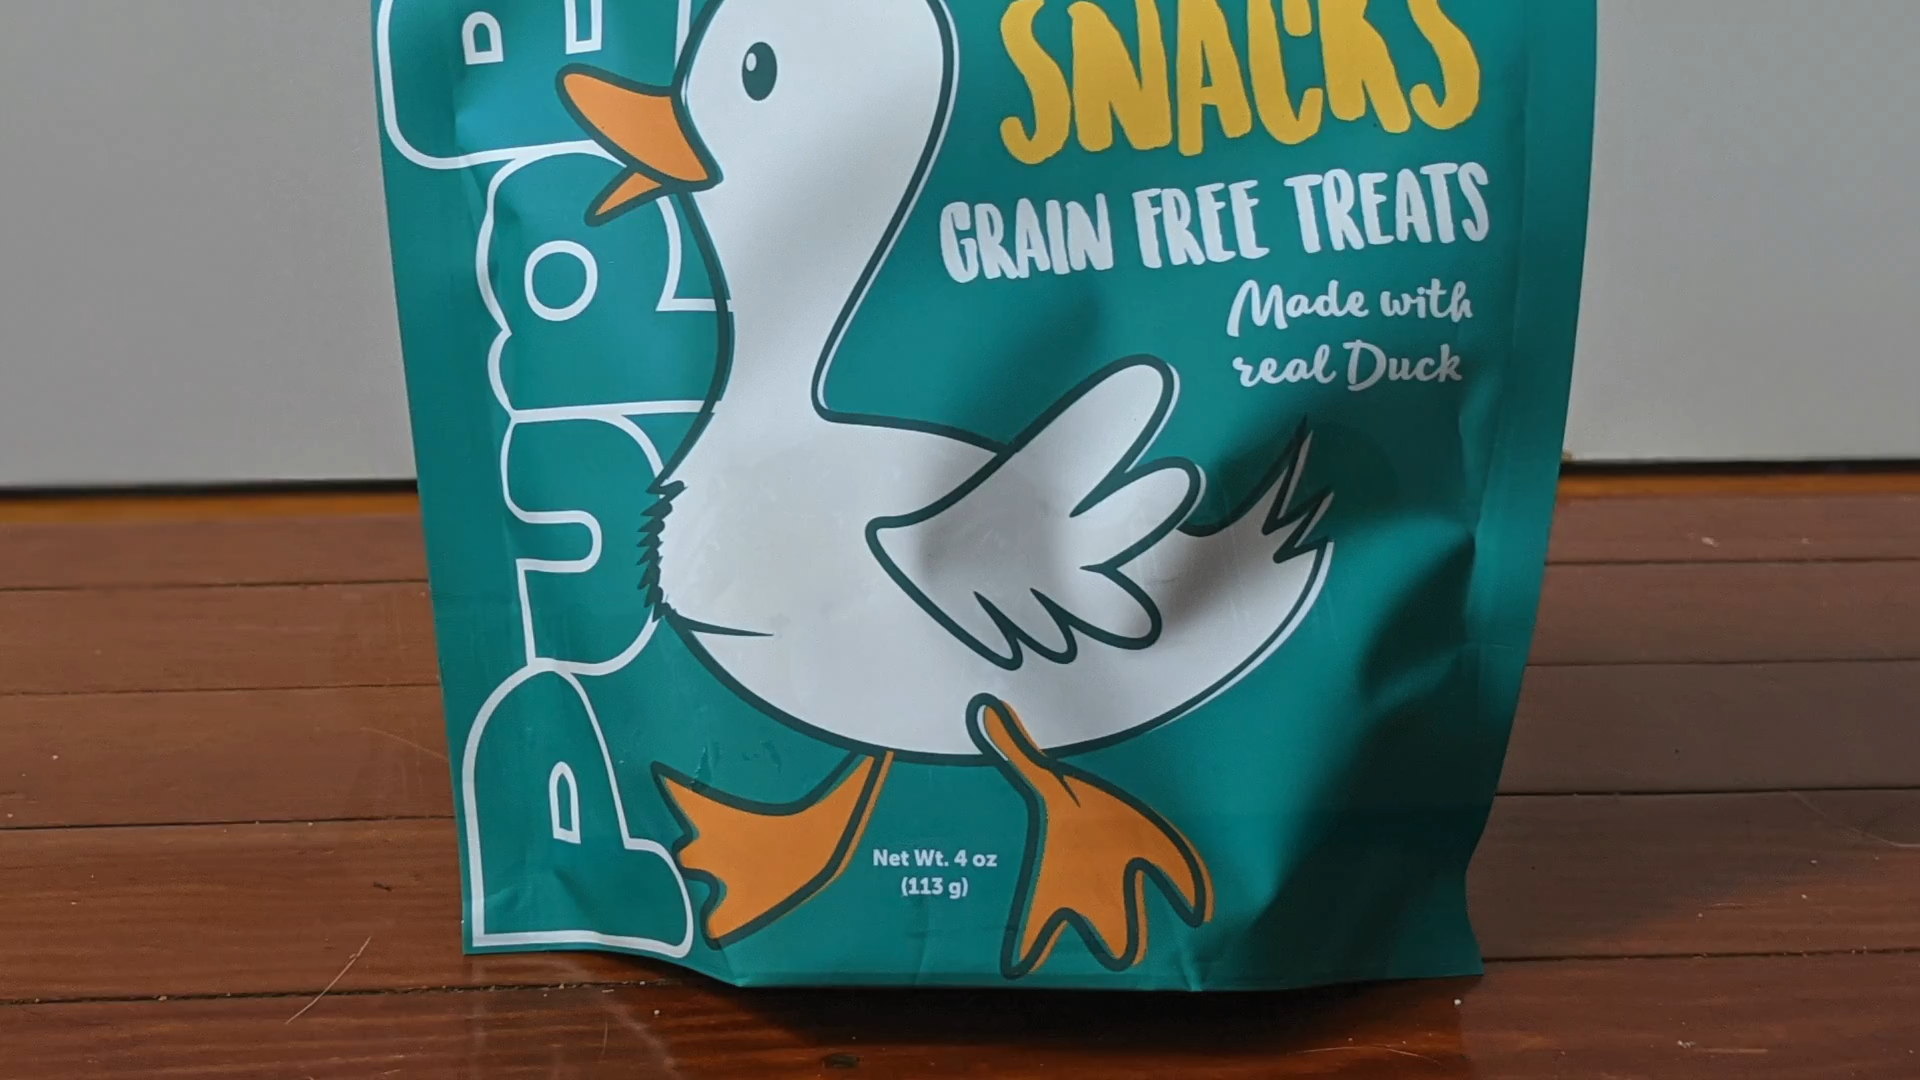 SNACKS
GRAIN FREE TREATS
Made with
real Duck
Net Wt. 4 oz
(113 g)